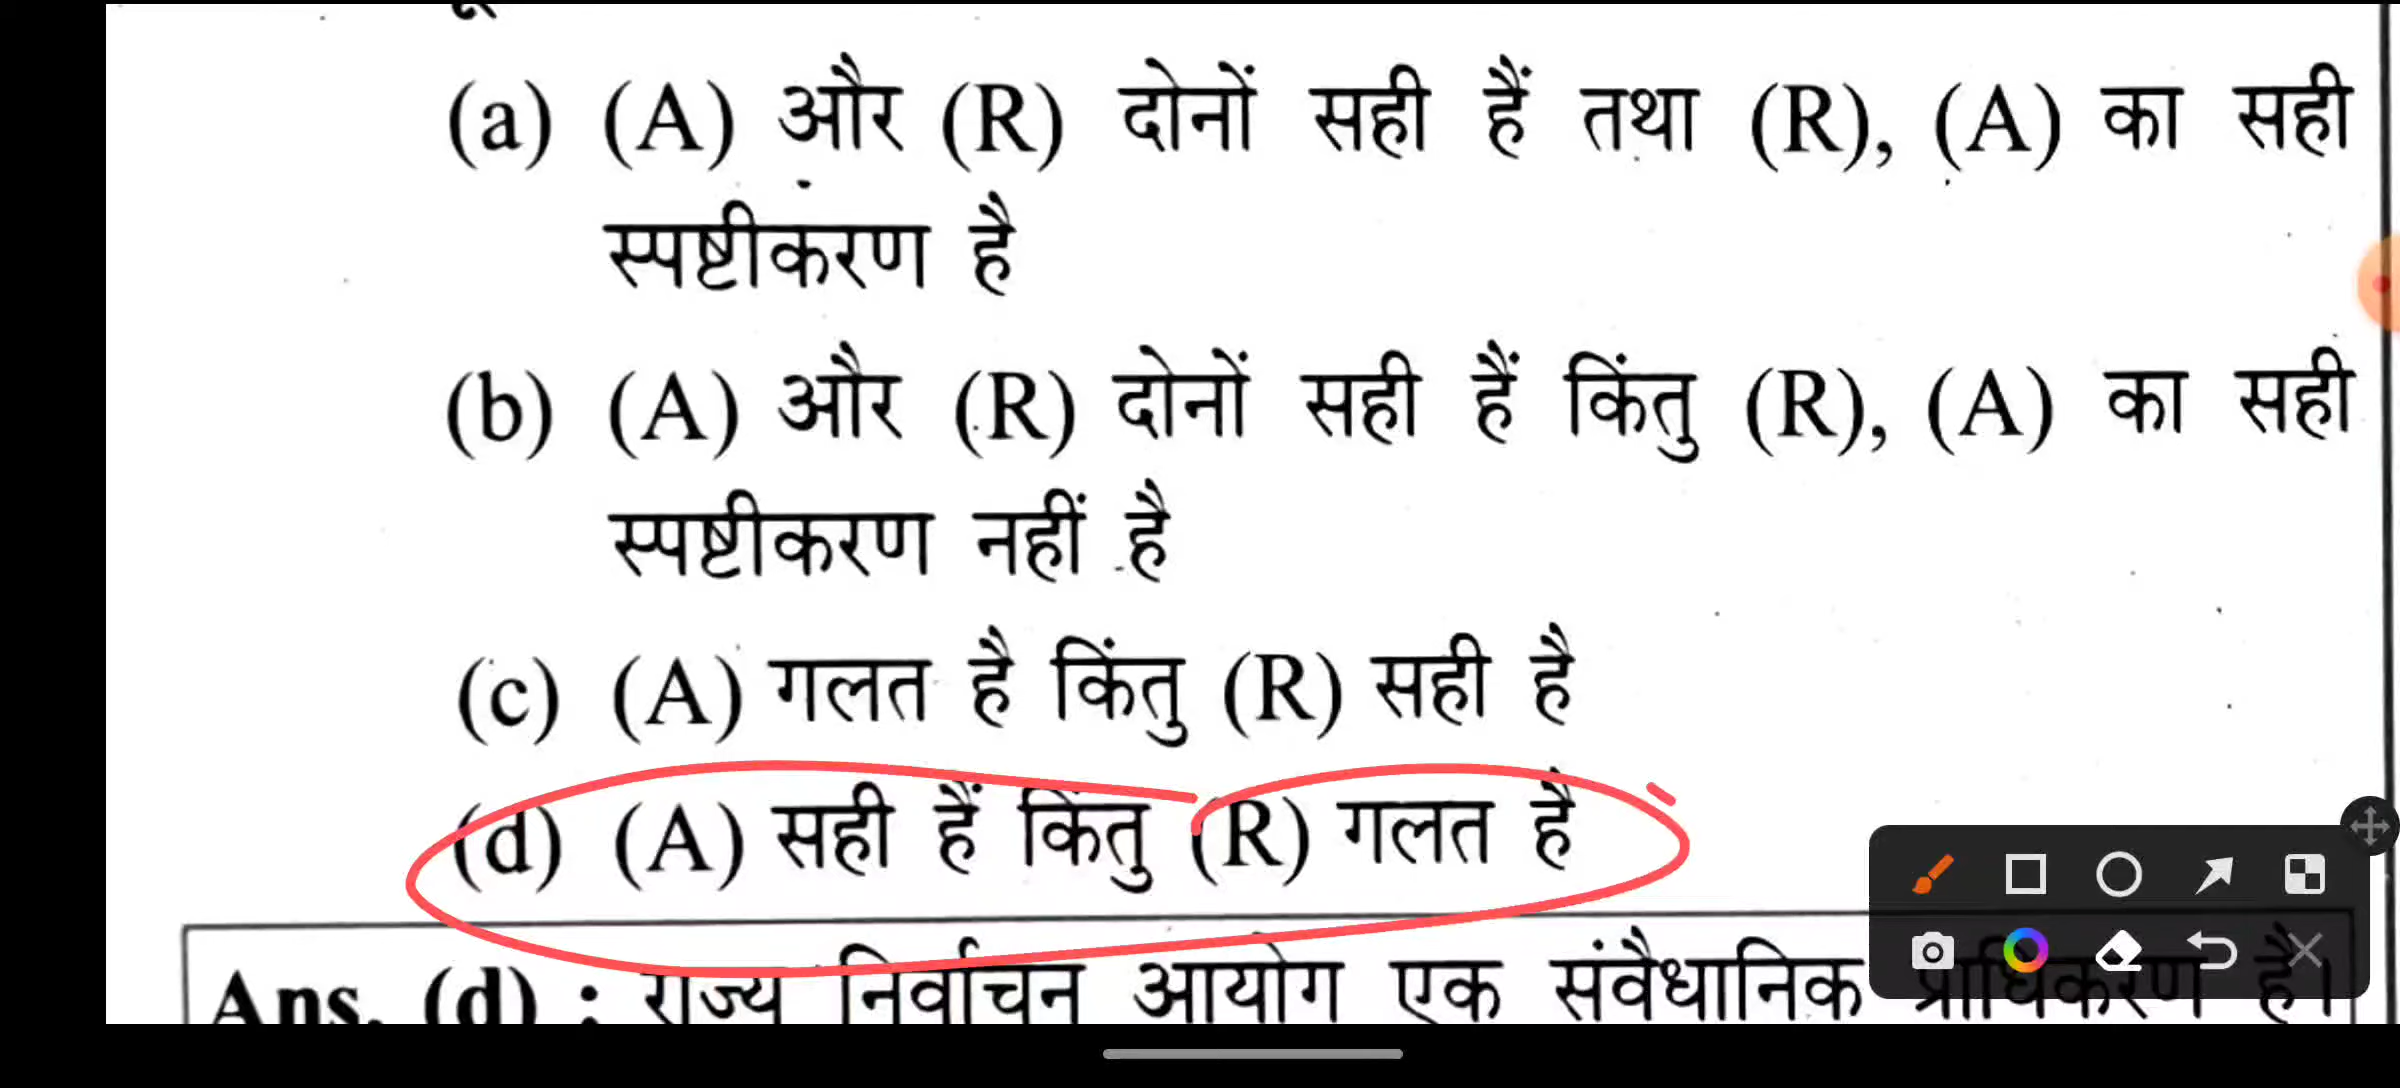 (a) (A) और (R) दोनों सही हैं तथा (R), (A) का सही
स्पष्टीकरण है
(b) (A) और (R) दोनों सही हैं किंतु (R), (A) का सही
स्पष्टीकरण नहीं है
(c) (A) गलत है किंतु (R) सही है
(d) (A) सही हैं किंतु (R) गलत है
Ans. (d) : राज्य निर्वाचन आयोग एक संवैधानिक प्राधिकरण है।